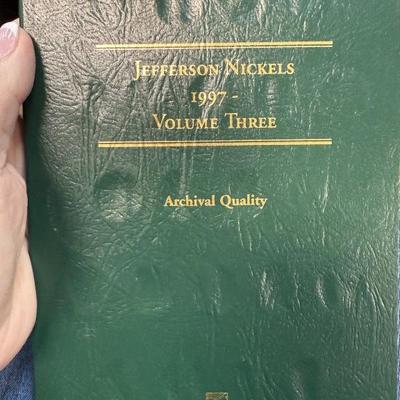 Jefferson Nickels
1997 -
Volume Three
Archival Quality